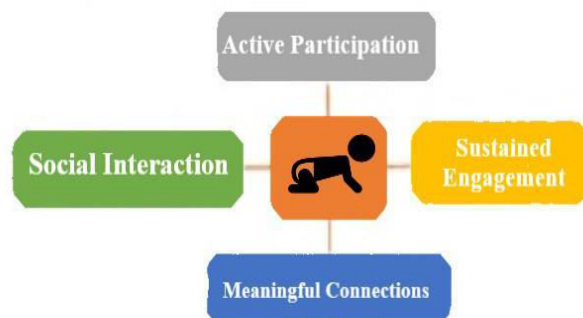 Active Participation
Social Interaction
Sustained
Engagement
Meaningful Connections